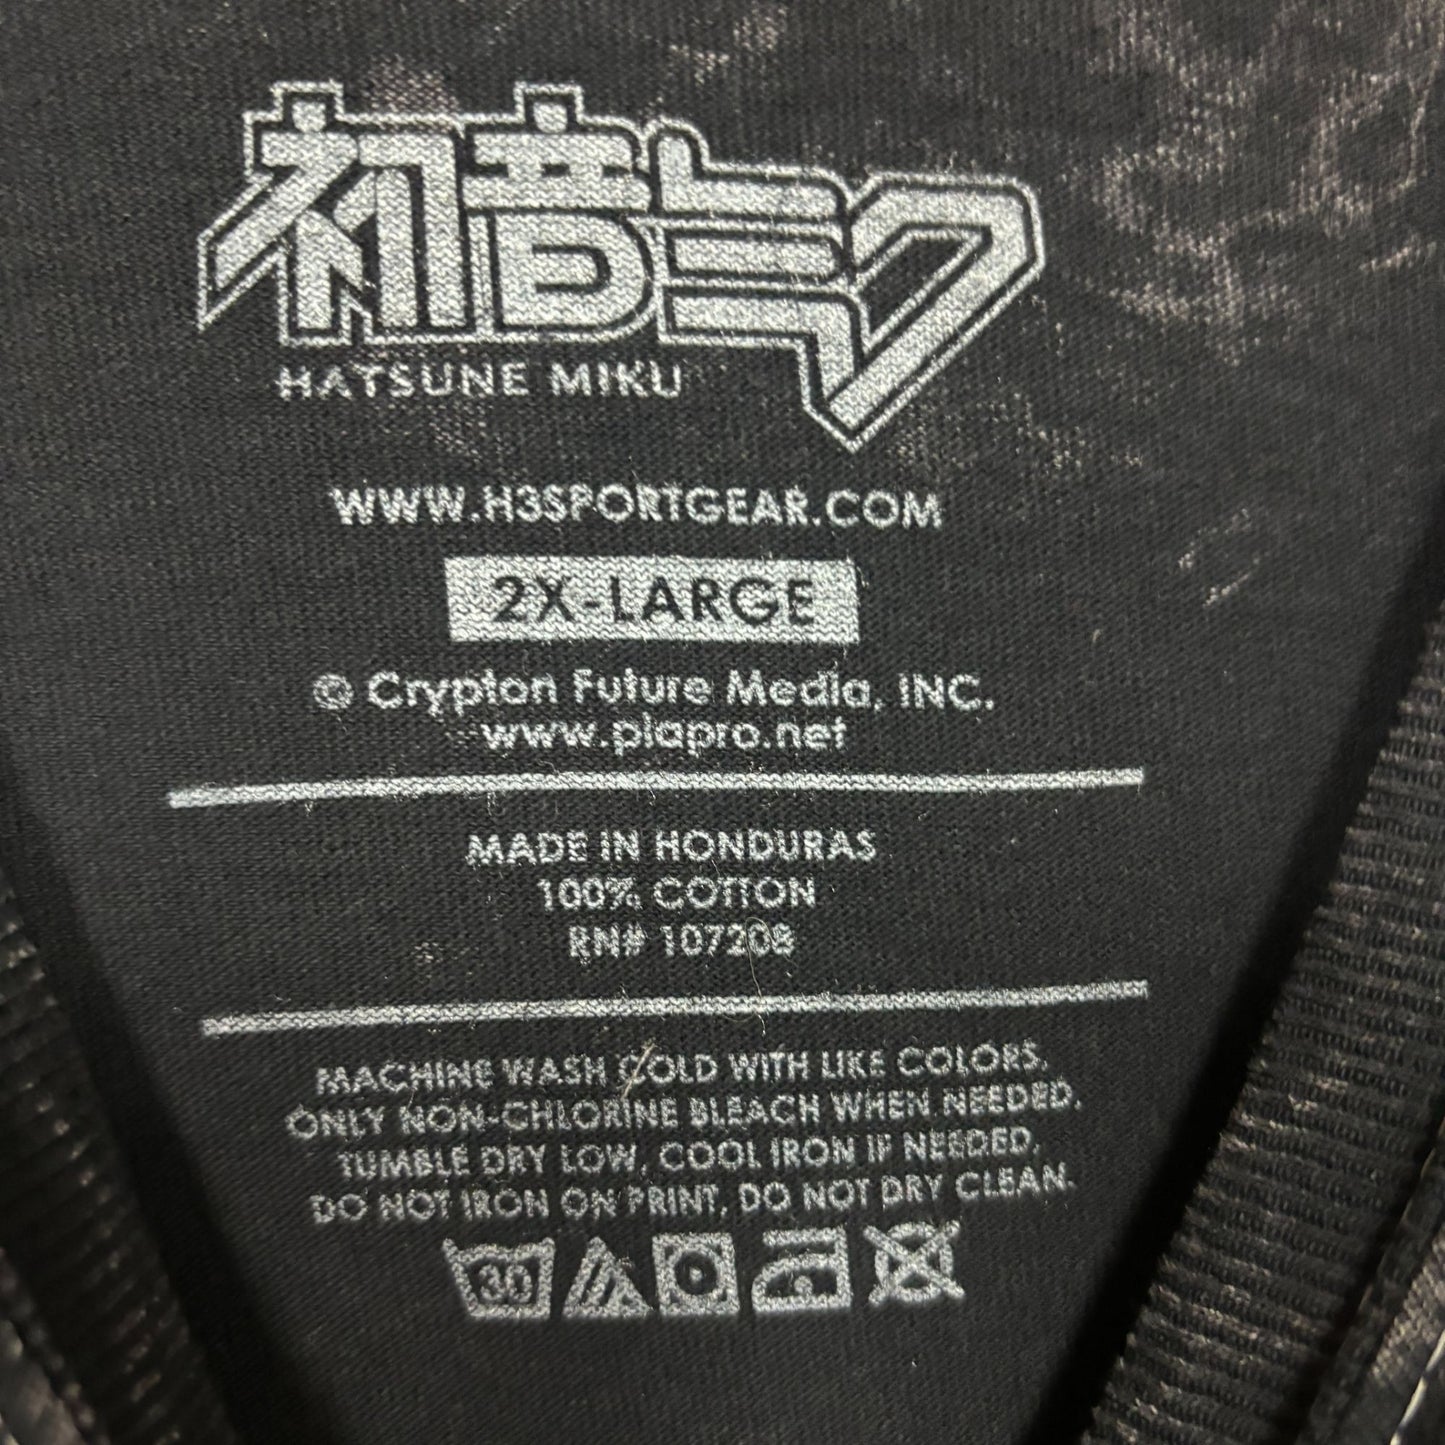 初音ミク
HATSUNE MIKU
WWW.H3SPORTGEAR.COM
2X-LARGE
© Crypton Future Media, INC.
www.piapro.net
MADE IN HONDURAS
100% COTTON
RN# 107208
MACHINE WASH COLD WITH LIKE COLORS.
ONLY NON-CHLORINE BLEACH WHEN NEEDED.
TUMBLE DRY LOW, COOL IRON IF NEEDED.
DO NOT IRON ON PRINT, DO NOT DRY CLEAN.
30